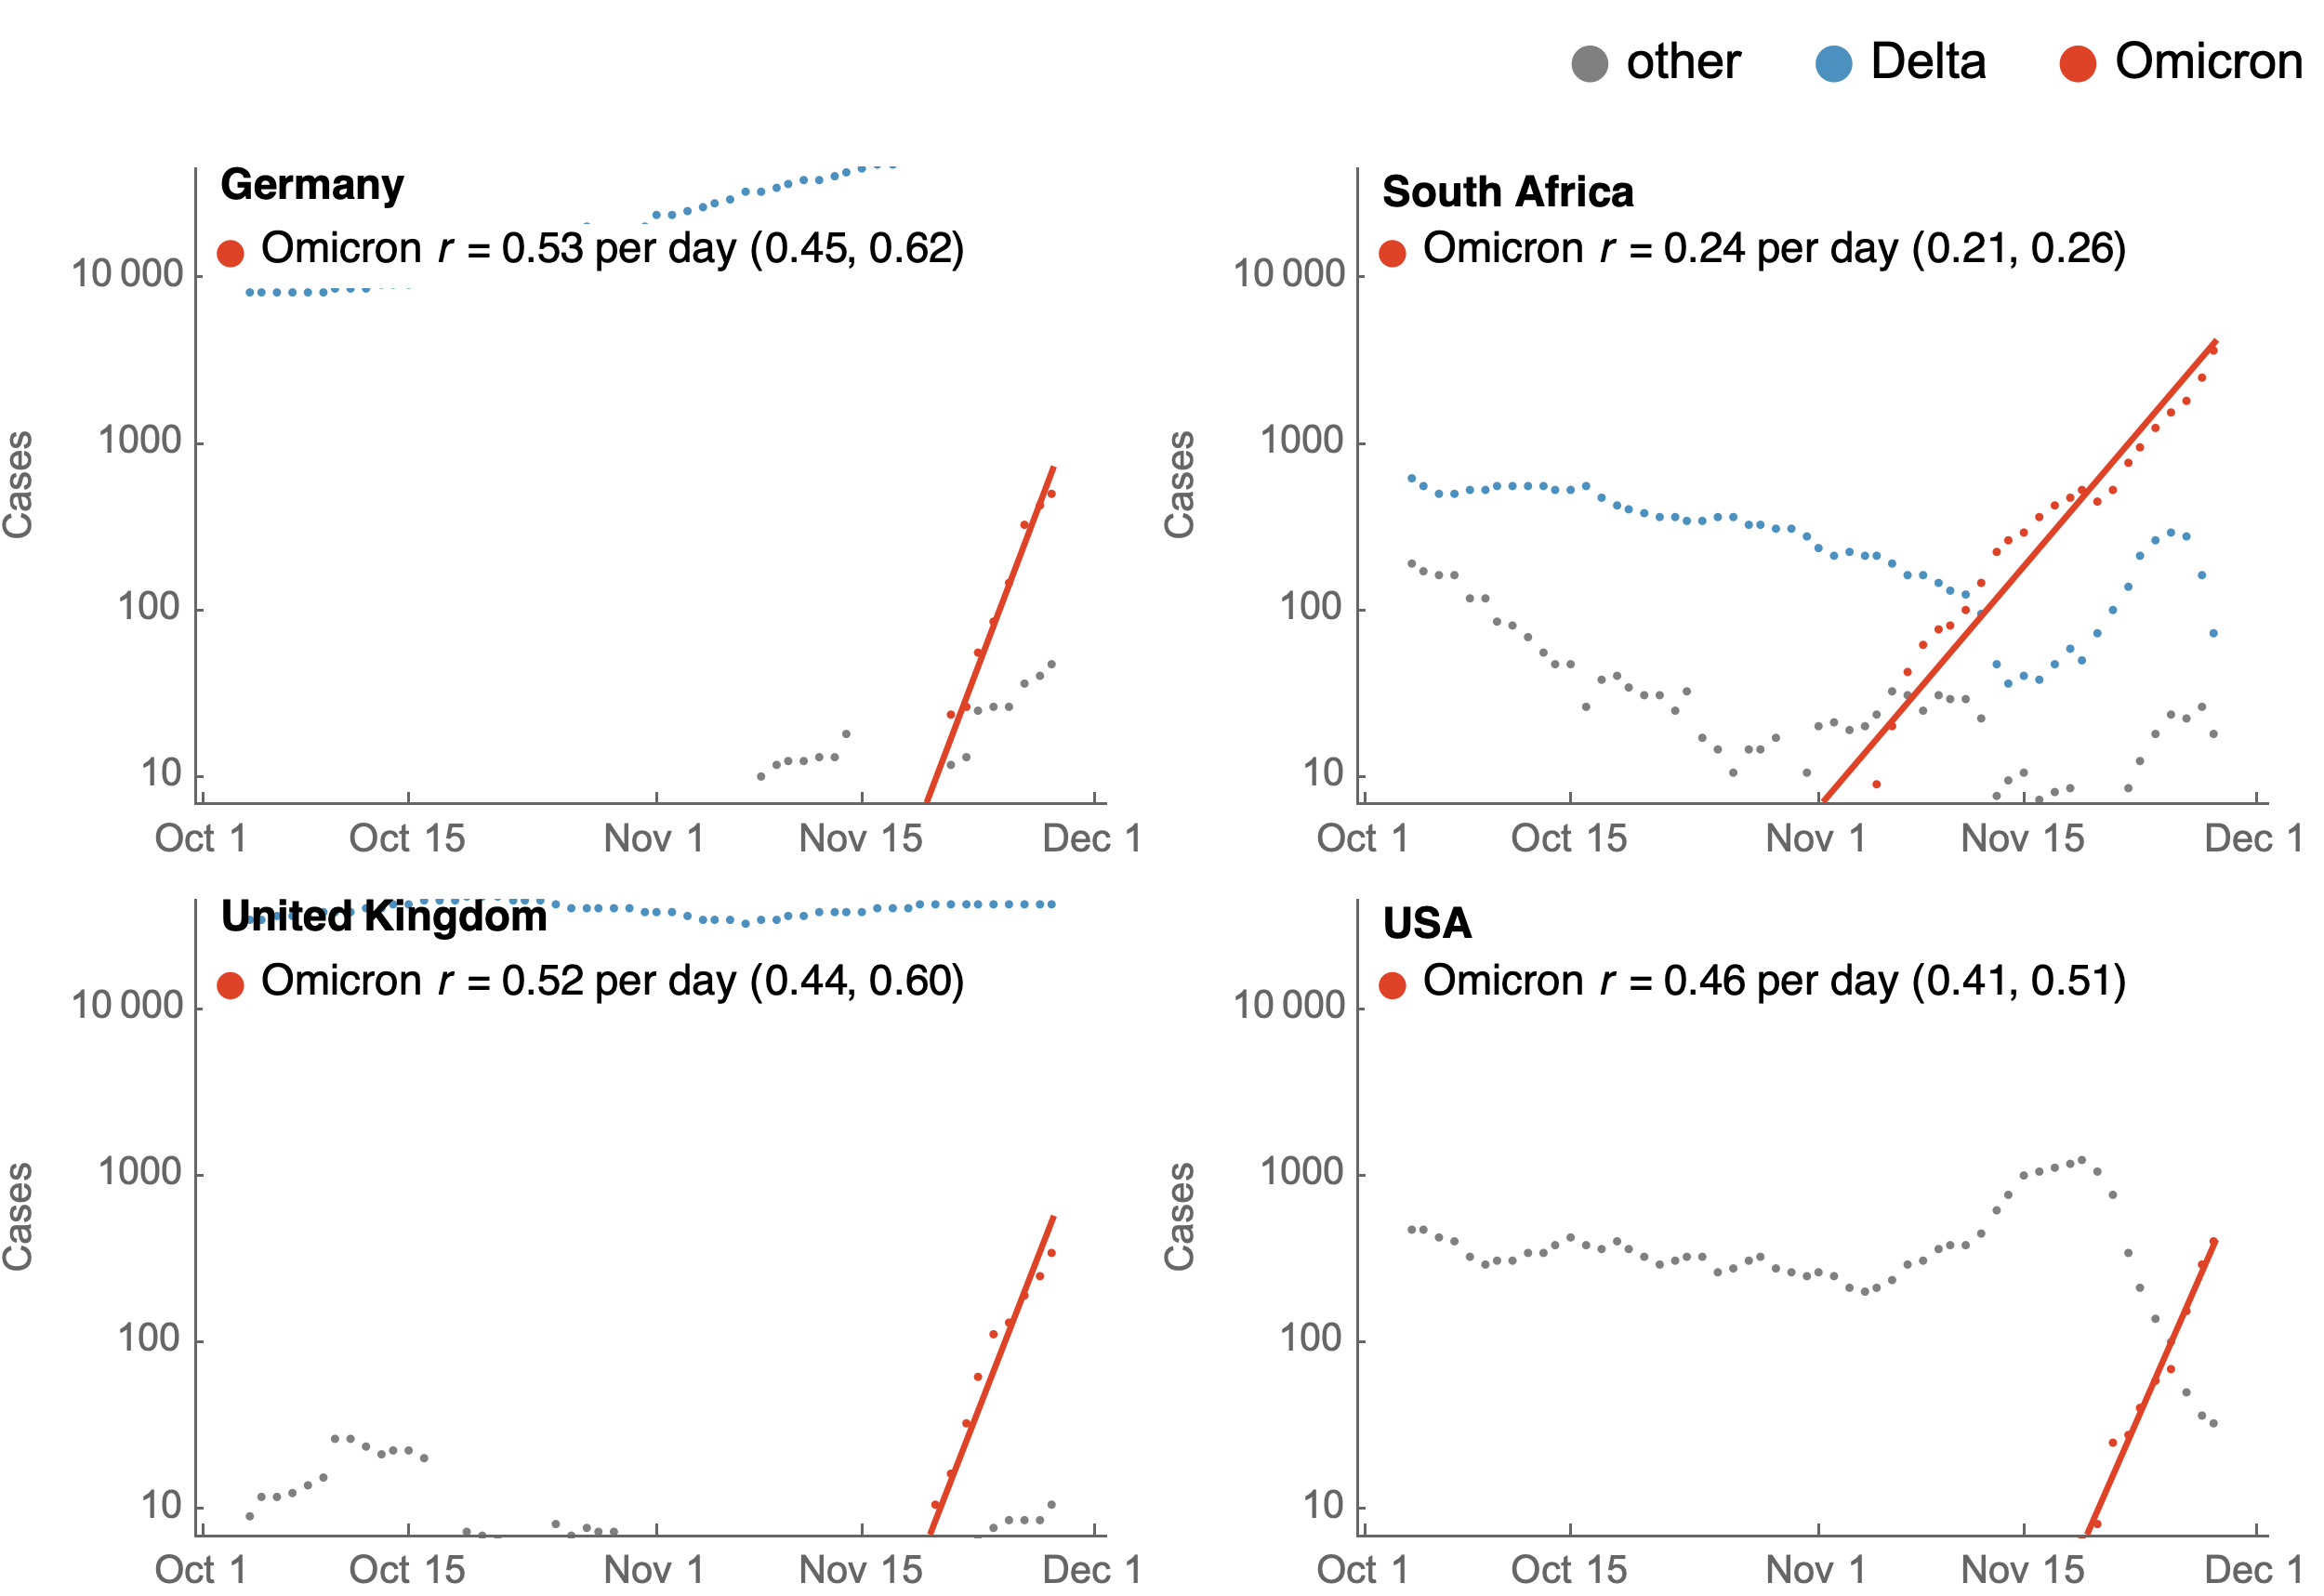 other Delta Omicron
Germany
Omicron r = 0.53 per day (0.45, 0.62)
10 000
1000
100
10
Cases
Oct 1 Oct 15 Nov 1 Nov 15 Dec 1
South Africa
Omicron r = 0.24 per day (0.21, 0.26)
10 000
1000
100
10
Cases
Oct 1 Oct 15 Nov 1 Nov 15 Dec 1
United Kingdom
Omicron r = 0.52 per day (0.44, 0.60)
10 000
1000
100
10
Cases
Oct 1 Oct 15 Nov 1 Nov 15 Dec 1
USA
Omicron r = 0.46 per day (0.41, 0.51)
10 000
1000
100
10
Cases
Oct 1 Oct 15 Nov 1 Nov 15 Dec 1